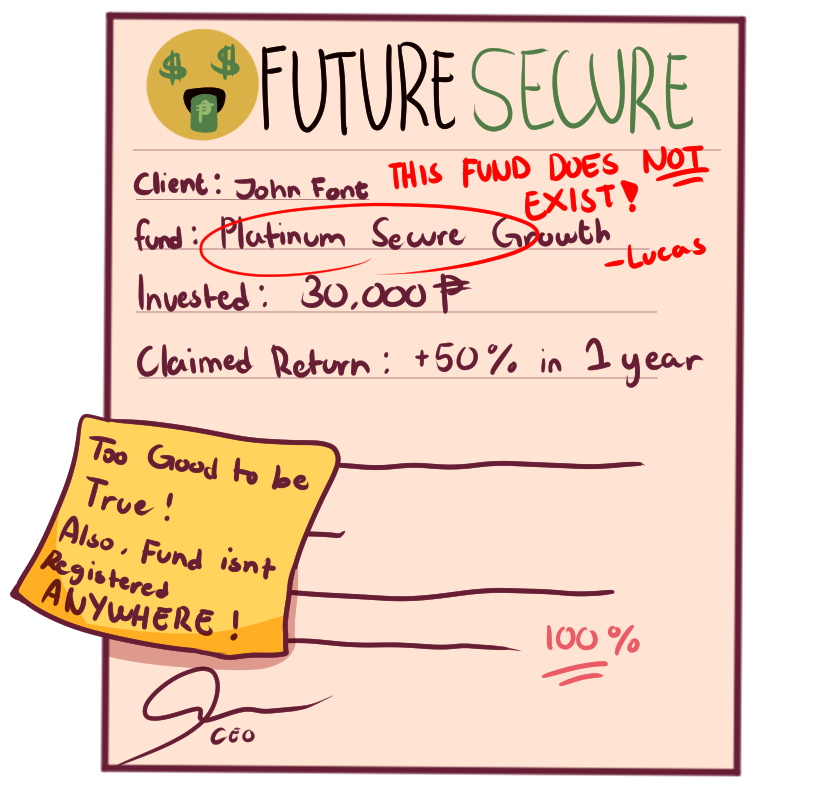 FUTURE SECURE
Client: John Font
THIS FUND DOES NOT
EXIST!
fund: Platinum Secure Growth
-Lucas
Invested: 30.000 ₱
Claimed Return: +50% in 1 year
Too Good to be
True!
Also, Fund isnt
Registered
ANYWHERE!
100%
CEO